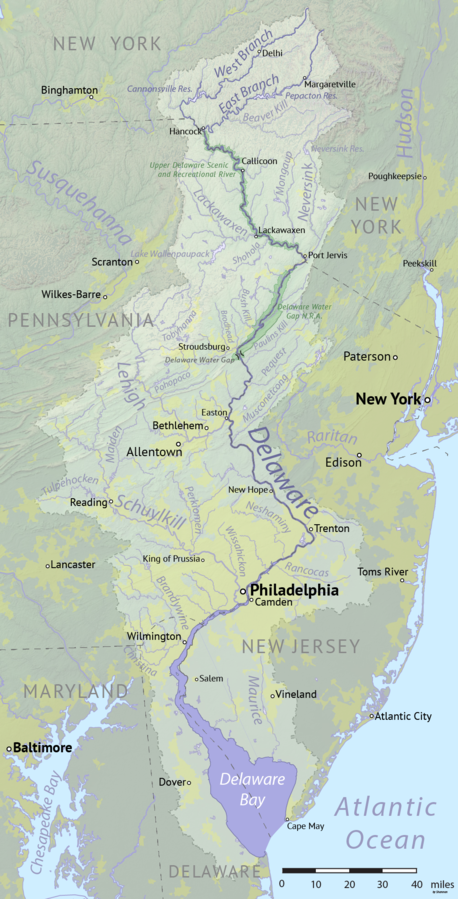 NEW YORK
West Branch
Delhi
East Branch
Margaretville
Pepacton Res.
Cannonsville Res.
Binghamton
Beaver Kill
Hancock
Hudson
Callicoon
Upper Delaware Scenic
and Recreational River
Mongaup
Neversink Res.
Neversink
Poughkeepsie
Susquehanna
Lackawaxen
NEW
YORK
Lackawaxen
Lake Wallenpaupack
Shohola
Port Jervis
Scranton
Peekskill
Wilkes-Barre
PENNSYLVANIA
Delaware Water
Gap N.R.A.
Bush Kill
Brodhead
Tobyhanna
Paulins Kill
Stroudsburg
Delaware Water Gap
Paterson
Pequest
Lehigh
Pohopoco
Musconetcong
New York
Easton
Bethlehem
Delaware
Raritan
Allentown
Maiden
Edison
Tulpehocken
New Hope
Reading
Schuylkill
Perkiomen
Neshaminy
Trenton
Wissahickon
King of Prussia
Lancaster
Rancocas
Toms River
Brandywine
Philadelphia
Camden
Wilmington
NEW JERSEY
Christina
MARYLAND
Salem
Maurice
Vineland
Atlantic City
Baltimore
Chesapeake Bay
Dover
Delaware
Bay
Atlantic
Ocean
Cape May
DELAWARE
0 10 20 30 40 miles